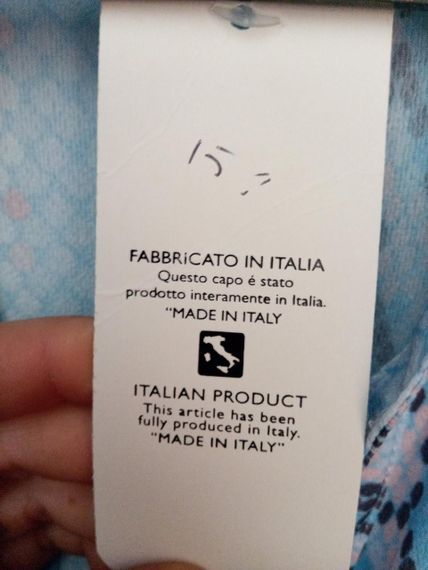 15,=
FABBRiCATO IN ITALIA
Questo capo é stato
prodotto interamente in Italia.
"MADE IN ITALY
ITALIAN PRODUCT
This article has been
fully produced in Italy.
"MADE IN ITALY"